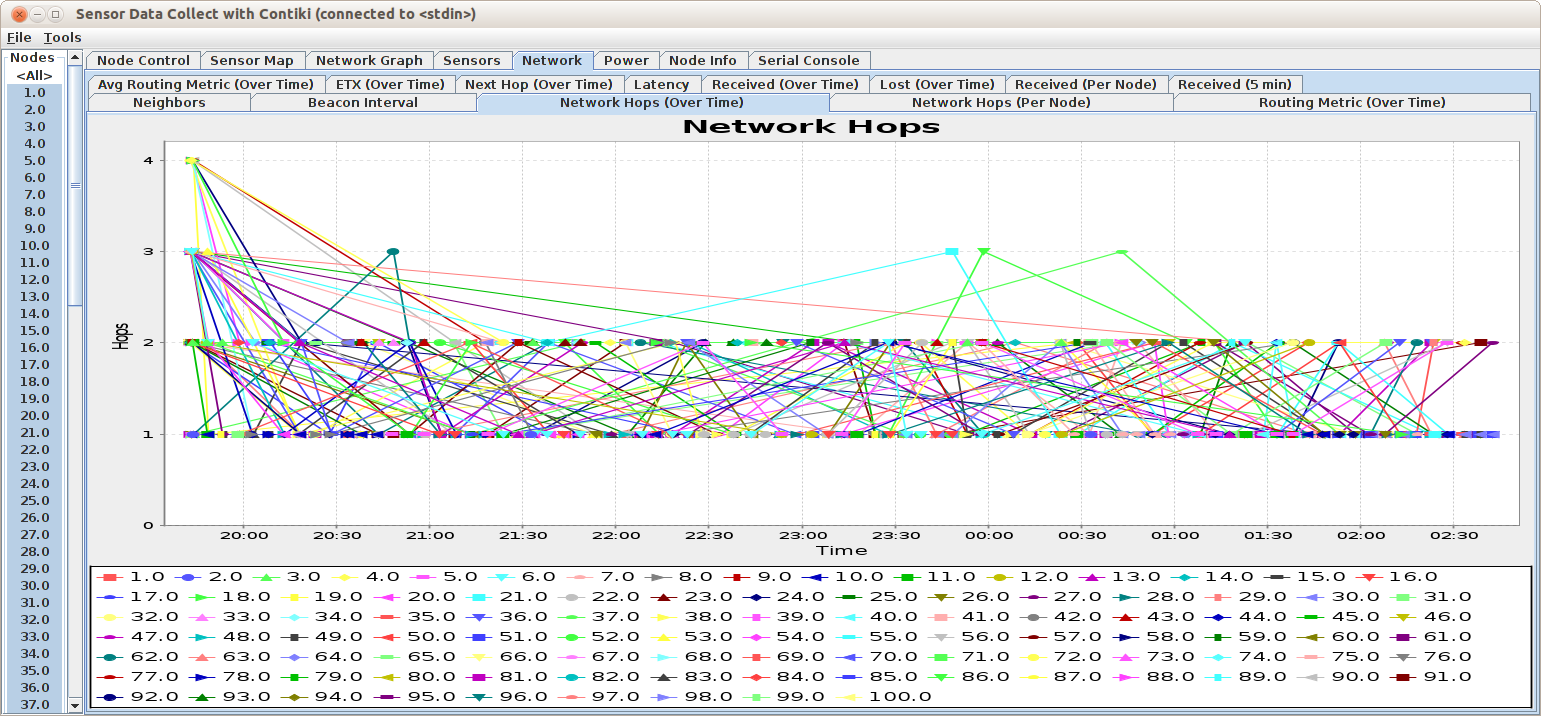 Sensor Data Collect with Contiki (connected to <stdin>)
File Tools
Nodes
<All>
1.0
2.0
3.0
4.0
5.0
6.0
7.0
8.0
9.0
10.0
11.0
12.0
13.0
14.0
15.0
16.0
17.0
18.0
19.0
20.0
21.0
22.0
23.0
24.0
25.0
26.0
27.0
28.0
29.0
30.0
31.0
32.0
33.0
34.0
35.0
36.0
37.0
Node Control Sensor Map Network Graph Sensors Network Power Node Info Serial Console
Avg Routing Metric (Over Time) ETX (Over Time) Next Hop (Over Time) Latency Received (Over Time) Lost (Over Time) Received (Per Node) Received (5 min)
Neighbors Beacon Interval Network Hops (Over Time) Network Hops (Per Node) Routing Metric (Over Time)
Network Hops
Hops
4
3
2
1
0
20:00 20:30 21:00 21:30 22:00 22:30 23:00 23:30 00:00 00:30 01:00 01:30 02:00 02:30
Time
1.0 2.0 3.0 4.0 5.0 6.0 7.0 8.0 9.0 10.0 11.0 12.0 13.0 14.0 15.0 16.0
17.0 18.0 19.0 20.0 21.0 22.0 23.0 24.0 25.0 26.0 27.0 28.0 29.0 30.0 31.0
32.0 33.0 34.0 35.0 36.0 37.0 38.0 39.0 40.0 41.0 42.0 43.0 44.0 45.0 46.0
47.0 48.0 49.0 50.0 51.0 52.0 53.0 54.0 55.0 56.0 57.0 58.0 59.0 60.0 61.0
62.0 63.0 64.0 65.0 66.0 67.0 68.0 69.0 70.0 71.0 72.0 73.0 74.0 75.0 76.0
77.0 78.0 79.0 80.0 81.0 82.0 83.0 84.0 85.0 86.0 87.0 88.0 89.0 90.0 91.0
92.0 93.0 94.0 95.0 96.0 97.0 98.0 99.0 100.0